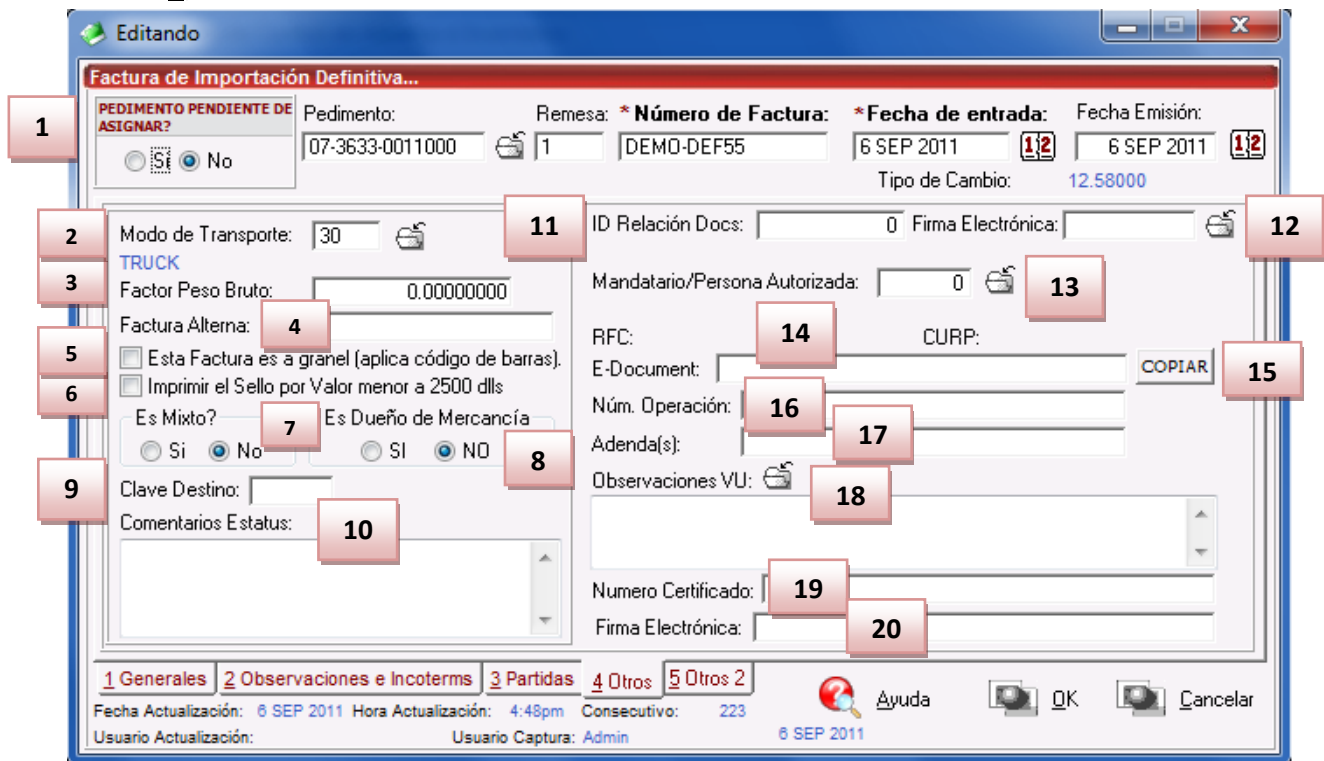 Editando
Factura de Importación Definitiva...
1
PEDIMENTO PENDIENTE DE ASIGNAR?
Si No
Pedimento: Remesa: *Número de Factura: *Fecha de entrada: Fecha Emisión:
07-3633-0011000 1 DEMO-DEF55 6 SEP 2011 12 6 SEP 2011 12
Tipo de Cambio: 12.58000
2 Modo de Transporte: 30
TRUCK
3 Factor Peso Bruto: 0.00000000
Factura Alterna: 4
5 Esta Factura es a granel (aplica código de barras).
6 Imprimir el Sello por Valor menor a 2500 dlls
Es Mixto? 7 Es Dueño de Mercancía
Si No SI NO 8
9 Clave Destino:
Comentarios Estatus: 10
11 ID Relación Docs: 0 Firma Electrónica: 12
Mandatario/Persona Autorizada: 0 13
RFC: 14 CURP:
E-Document: COPIAR 15
Núm. Operación: 16
Adenda(s): 17
Observaciones VU: 18
Numero Certificado: 19
Firma Electrónica: 20
1 Generales 2 Observaciones e Incoterms 3 Partidas 4 Otros 5 Otros 2
Fecha Actualización: 6 SEP 2011 Hora Actualización: 4:48pm Consecutivo: 223
Usuario Actualización: Usuario Captura: Admin 6 SEP 2011
Ayuda OK Cancelar